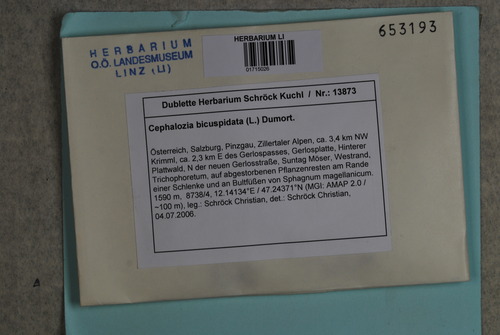 HERBARIUM
O.Ö. LANDESMUSEUM
LINZ (LI)
HERBARIUM LI
01715026
653193
Dublette Herbarium Schröck Kuchl / Nr.: 13873
Cephalozia bicuspidata (L.) Dumort.
Österreich, Salzburg, Pinzgau, Zillertaler Alpen, ca. 3,4 km NW
Krimml, ca. 2,3 km E des Gerlospasses, Gerlosplatte, Hinterer
Plattwald, N der neuen Gerlosstraße, Suntag Möser, Westrand,
Trichophoretum, auf abgestorbenen Pflanzenresten am Rande
einer Schlenke und an Bultfüßen von Sphagnum magellanicum.
1590 m, 8738/4, 12.14134°E / 47.24371°N (MGI: AMAP 2.0 /
~100 m), leg.: Schröck Christian, det.: Schröck Christian,
04.07.2006.